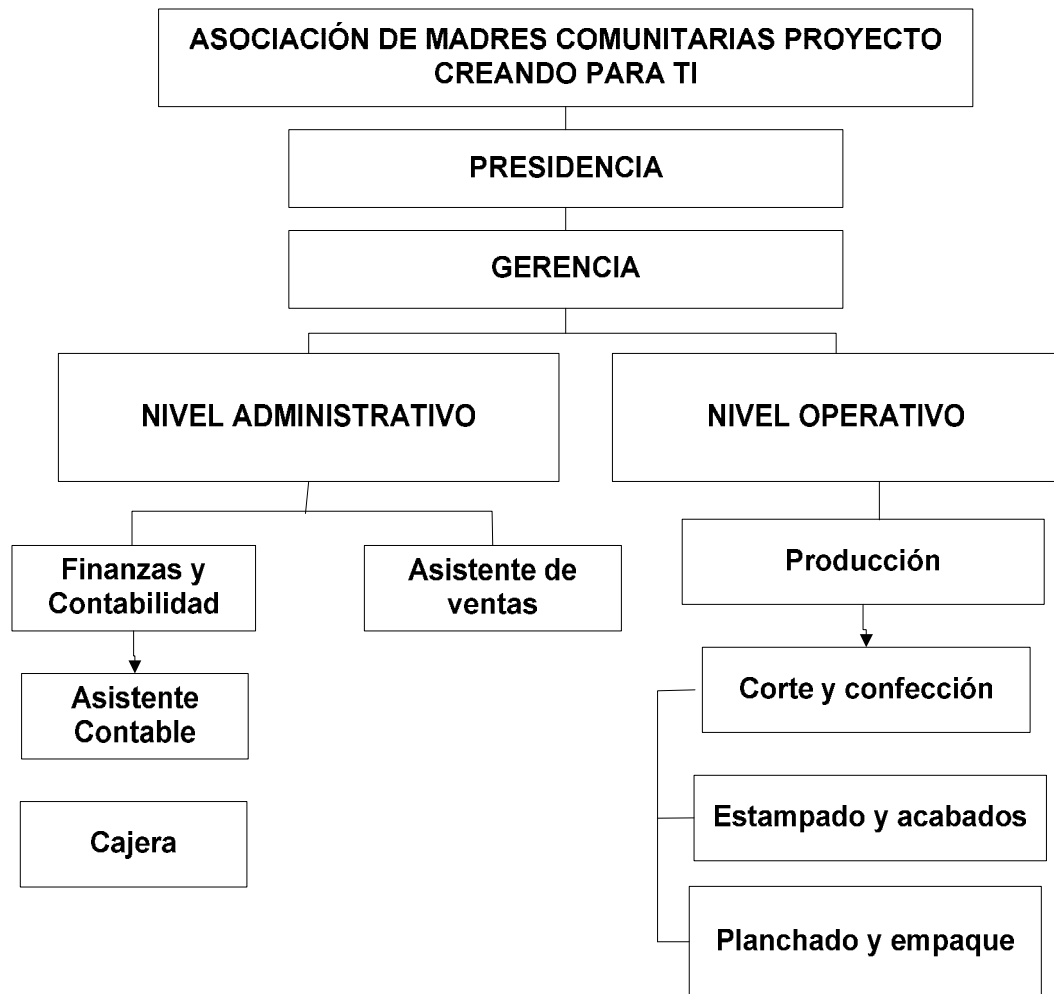 ASOCIACIÓN DE MADRES COMUNITARIAS PROYECTO
CREANDO PARA TI
PRESIDENCIA
GERENCIA
NIVEL ADMINISTRATIVO
NIVEL OPERATIVO
Finanzas y
Contabilidad
Asistente de
ventas
Producción
Asistente
Contable
Corte y confección
Cajera
Estampado y acabados
Planchado y empaque